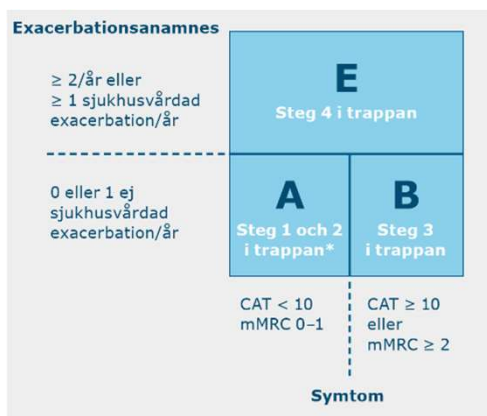 Exacerbationsanamnes
≥ 2/år eller
≥ 1 sjukhusvårdad
exacerbation/år
E
Steg 4 i trappan
0 eller 1 ej
sjukhusvårdad
exacerbation/år
A
Steg 1 och 2
i trappan*
B
Steg 3
i trappan
CAT < 10
mMRC 0–1
CAT ≥ 10
eller
mMRC ≥ 2
Symtom